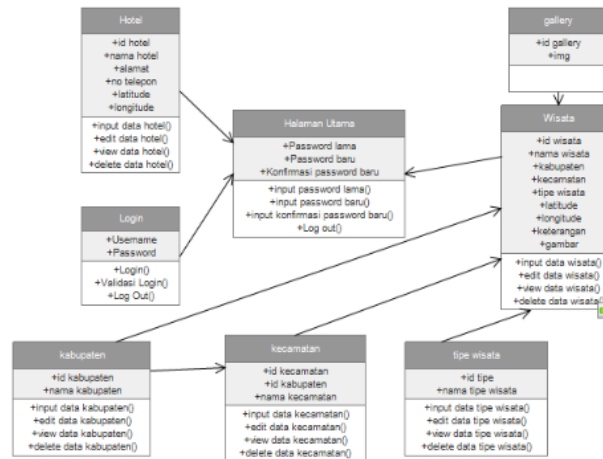 Hotel
+id hotel
+nama hotel
+alamat
+no telepon
+latitude
+longitude
+input data hotel()
+edit data hotel()
+view data hotel()
+delete data hotel()
gallery
+id gallery
+img
Halaman Utama
+Password lama
+Password baru
+Konfirmasi password baru
+input password lama()
+input password baru()
+input konfirmasi password baru()
+Log out()
Wisata
+id wisata
+nama wisata
+kabupaten
+kecamatan
+tipe wisata
+latitude
+longitude
+keterangan
+gambar
+input data wisata()
+edit data wisata()
+view data wisata()
+delete data wisata()
Login
+Username
+Password
+Login()
+Validasi Login()
+Log Out()
kabupaten
+id kabupaten
+nama kabupaten
+input data kabupaten()
+edit data kabupaten()
+view data kabupaten()
+delete data kabupaten()
kecamatan
+id kecamatan
+id kabupaten
+nama kecamatan
+input data kecamatan()
+edit data kecamatan()
+view data kecamatan()
+delete data kecamatan()
tipe wisata
+id tipe
+nama tipe wisata
+input data tipe wisata()
+edit data tipe wisata()
+view data tipe wisata()
+delete data tipe wisata()